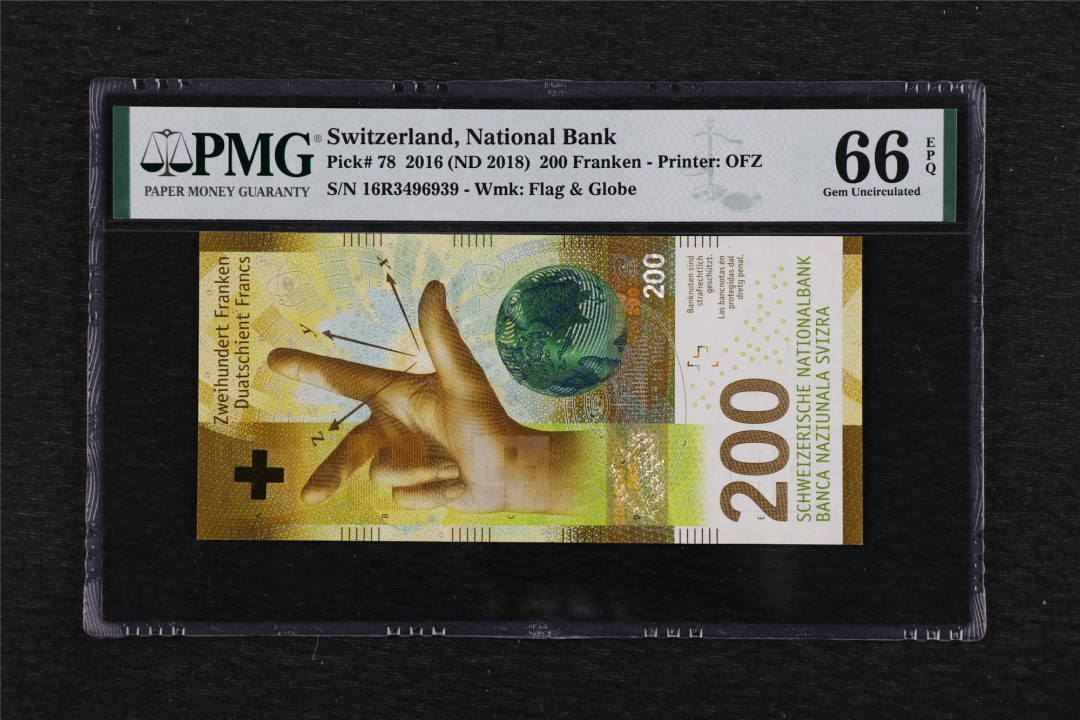 PMG®
PAPER MONEY GUARANTY
Switzerland, National Bank
Pick# 78 2016 (ND 2018) 200 Franken - Printer: OFZ
S/N 16R3496939 - Wmk: Flag & Globe
66 EPQ
Gem Uncirculated
Zweihundert Franken
Duatschient Francs
x
y
z
200
Banknoten sind
strafrechtlich
geschützt.
Las bancnotas èn
protegidas dal
dretg penal.
200
SCHWEIZERISCHE NATIONALBANK
BANCA NAZIUNALA SVIZRA
A
B
C
D
E